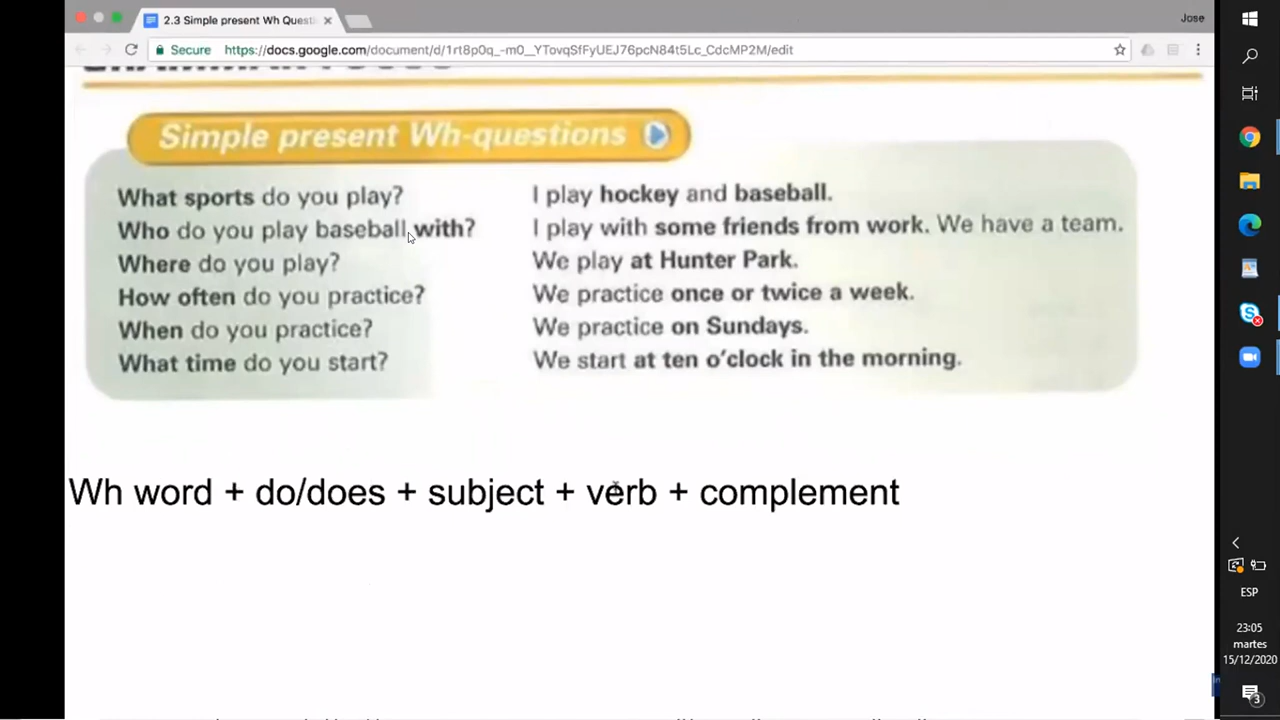 2.3 Simple present Wh Questi
Jose
Secure https://docs.google.com/document/d/1rt8p0q_-m0__YTovqSfFyUEJ76pcN84t5Lc_CdcMP2M/edit
Simple present Wh-questions
What sports do you play? I play hockey and baseball.
Who do you play baseball with? I play with some friends from work. We have a team.
Where do you play? We play at Hunter Park.
How often do you practice? We practice once or twice a week.
When do you practice? We practice on Sundays.
What time do you start? We start at ten o'clock in the morning.
Wh word + do/does + subject + verb + complement
ESP
23:05
martes
15/12/2020
3